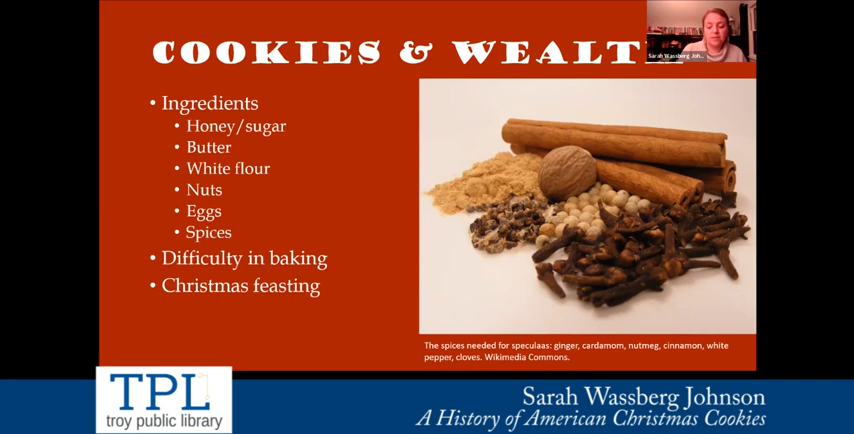 COOKIES & WEALT
Sarah Wassberg Joh...
• Ingredients
• Honey/sugar
• Butter
• White flour
• Nuts
• Eggs
• Spices
• Difficulty in baking
• Christmas feasting
The spices needed for speculaas: ginger, cardamom, nutmeg, cinnamon, white
pepper, cloves. Wikimedia Commons.
TPL
troy public library
Sarah Wassberg Johnson
A History of American Christmas Cookies